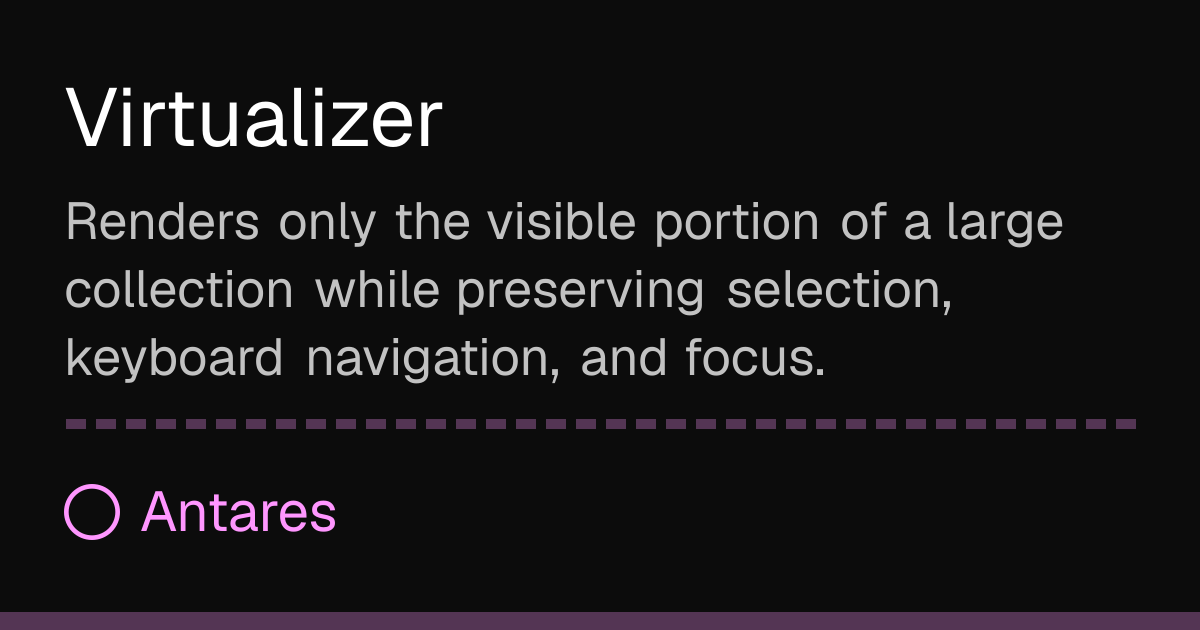 Virtualizer
Renders only the visible portion of a large
collection while preserving selection,
keyboard navigation, and focus.
Antares